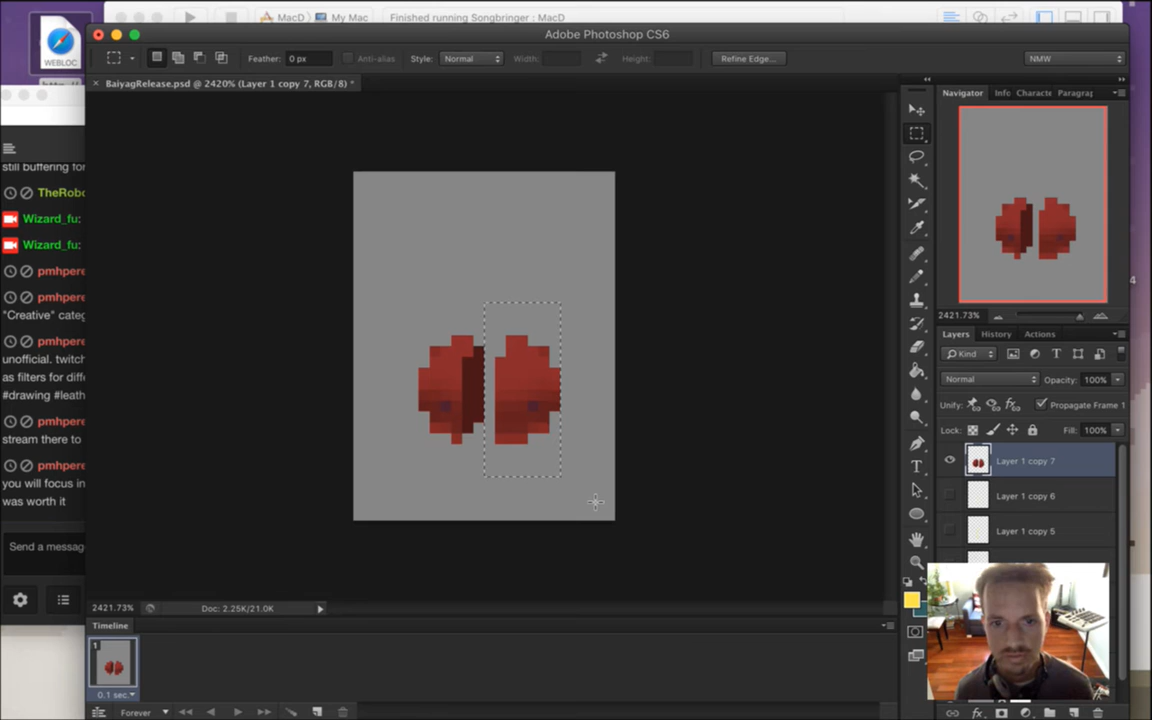 MacD
My Mac
Finished running Songbringer : MacD
WEBLOC
Adobe Photoshop CS6
Feather: 0 px
Anti-alias
Style: Normal
Width:
Height:
Refine Edge...
NMW
BaiyagRelease.psd @ 2420% (Layer 1 copy 7, RGB/8) *
Navigator
Info
Characte
Paragra
2421.73%
Layers
History
Actions
Kind
Normal
Opacity: 100%
Unify:
Propagate Frame 1
Lock:
Fill: 100%
Layer 1 copy 7
Layer 1 copy 6
Layer 1 copy 5
still buffering for
TheRobo
Wizard_fu:
Wizard_fu:
pmhpere
pmhpere
"Creative" categ
pmhpere
unofficial. twitch
as filters for diffe
#drawing #leath
pmhpere
stream there to
pmhpere
you will focus in
was worth it
Send a messag
2421.73%
Doc: 2.25K/21.0K
Timeline
1
0.1 sec.
Forever